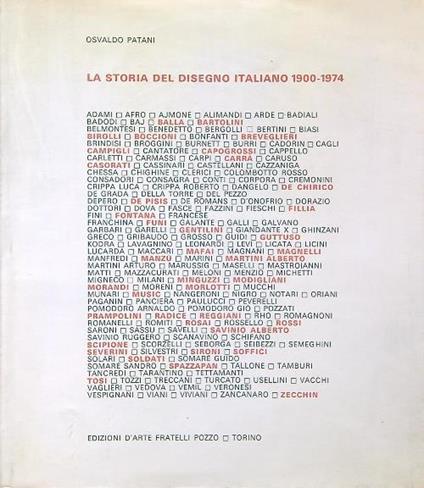 OSVALDO PATANI
LA STORIA DEL DISEGNO ITALIANO 1900-1974
ADAMI □ AFRO □ AJMONE □ ALIMANDI □ ARDE □ BADIALI
BADODI □ BAJ □ BALLA □ BARTOLINI
BELMONTESI □ BENEDETTO □ BERGOLLI □ BERTINI □ BIASI
BIROLLI □ BOCCIONI □ BONFANTI □ BREVEGLIERI
BRINDISI □ BROGGINI □ BURNETT □ BURRI □ CADORIN □ CAGLI
CAMPIGLI □ CANTATORE □ CAPOGROSSI □ CAPPELLO
CARLETTI □ CARMASSI □ CARPI □ CARRÀ □ CARUSO
CASORATI □ CASSINARI □ CASTELLANI □ CAZZANIGA
CHESSA □ CHIGHINE □ CLERICI □ COLOMBOTTO ROSSO
CONSADORI □ CONSAGRA □ CONTI □ CORPORA □ CREMONINI
CRIPPA LUCA □ CRIPPA ROBERTO □ DANGELO □ DE CHIRICO
DE GRADA □ DELLA TORRE □ DEL PEZZO
DEPERO □ DE PISIS □ DE ROMANS □ D'ONOFRIO □ DORAZIO
DOTTORI □ DOVA □ FASCE □ FAZZINI □ FIESCHI □ FILLIA
FINI □ FONTANA □ FRANCESE
FRANCHINA □ FUNI □ GALANTE □ GALLI □ GALVANO
GARBARI □ GARELLI □ GENTILINI □ GIANDANTE X □ GHINZANI
GRECO □ GRIBAUDO □ GROSSO □ GUIDI □ GUTTUSO
KODRA □ LAVAGNINO □ LEONARDI □ LEVI □ LICATA □ LICINI
LUCARDA □ MACCARI □ MAFAI □ MAGNANI □ MAGNELLI
MANFREDI □ MANZÙ □ MARINI □ MARTINI ALBERTO
MARTINI ARTURO □ MARUSSIG □ MASELLI □ MASTROIANNI
MATTI □ MAZZACURATI □ MELONI □ MENZIO □ MICHETTI
MIGNECO □ MILANI □ MINGUZZI □ MODIGLIANI
MORANDI □ MORENI □ MORLOTTI □ MUCCHI
MUNARI □ MUSIC □ NANGERONI □ NIGRO □ NOTARI □ ORIANI
PAGANIN □ PANCIERA □ PAULUCCI □ PEVERELLI
POMODORO ARNALDO □ POMODORO GIÒ □ POZZATI
PRAMPOLINI □ RADICE □ REGGIANI □ RHO □ ROMAGNONI
ROMANELLI □ ROMITI □ ROSAI □ ROSSELLO □ ROSSI
SARONI □ SASSU □ SAVELLI □ SAVINIO ALBERTO
SAVINIO RUGGERO □ SCANAVINO □ SCHIFANO
SCIPIONE □ SCORZELLI □ SEBORGA □ SEIBEZZI □ SEMEGHINI
SEVERINI □ SILVESTRI □ SIRONI □ SOFFICI
SOLARI □ SOLDATI □ SOMARÈ GUIDO
SOMARÈ SANDRO □ SPAZZAPAN □ TALLONE □ TAMBURI
TANCREDI □ TARANTINO □ TETTAMANTI
TOSI □ TOZZI □ TRECCANI □ TURCATO □ USELLINI □ VACCHI
VAGLIERI □ VEDOVA □ VEMIL □ VERONESI
VESPIGNANI □ VIANI □ VIVIANI □ ZANCANARO □ ZECCHIN
EDIZIONI D'ARTE FRATELLI POZZO □ TORINO